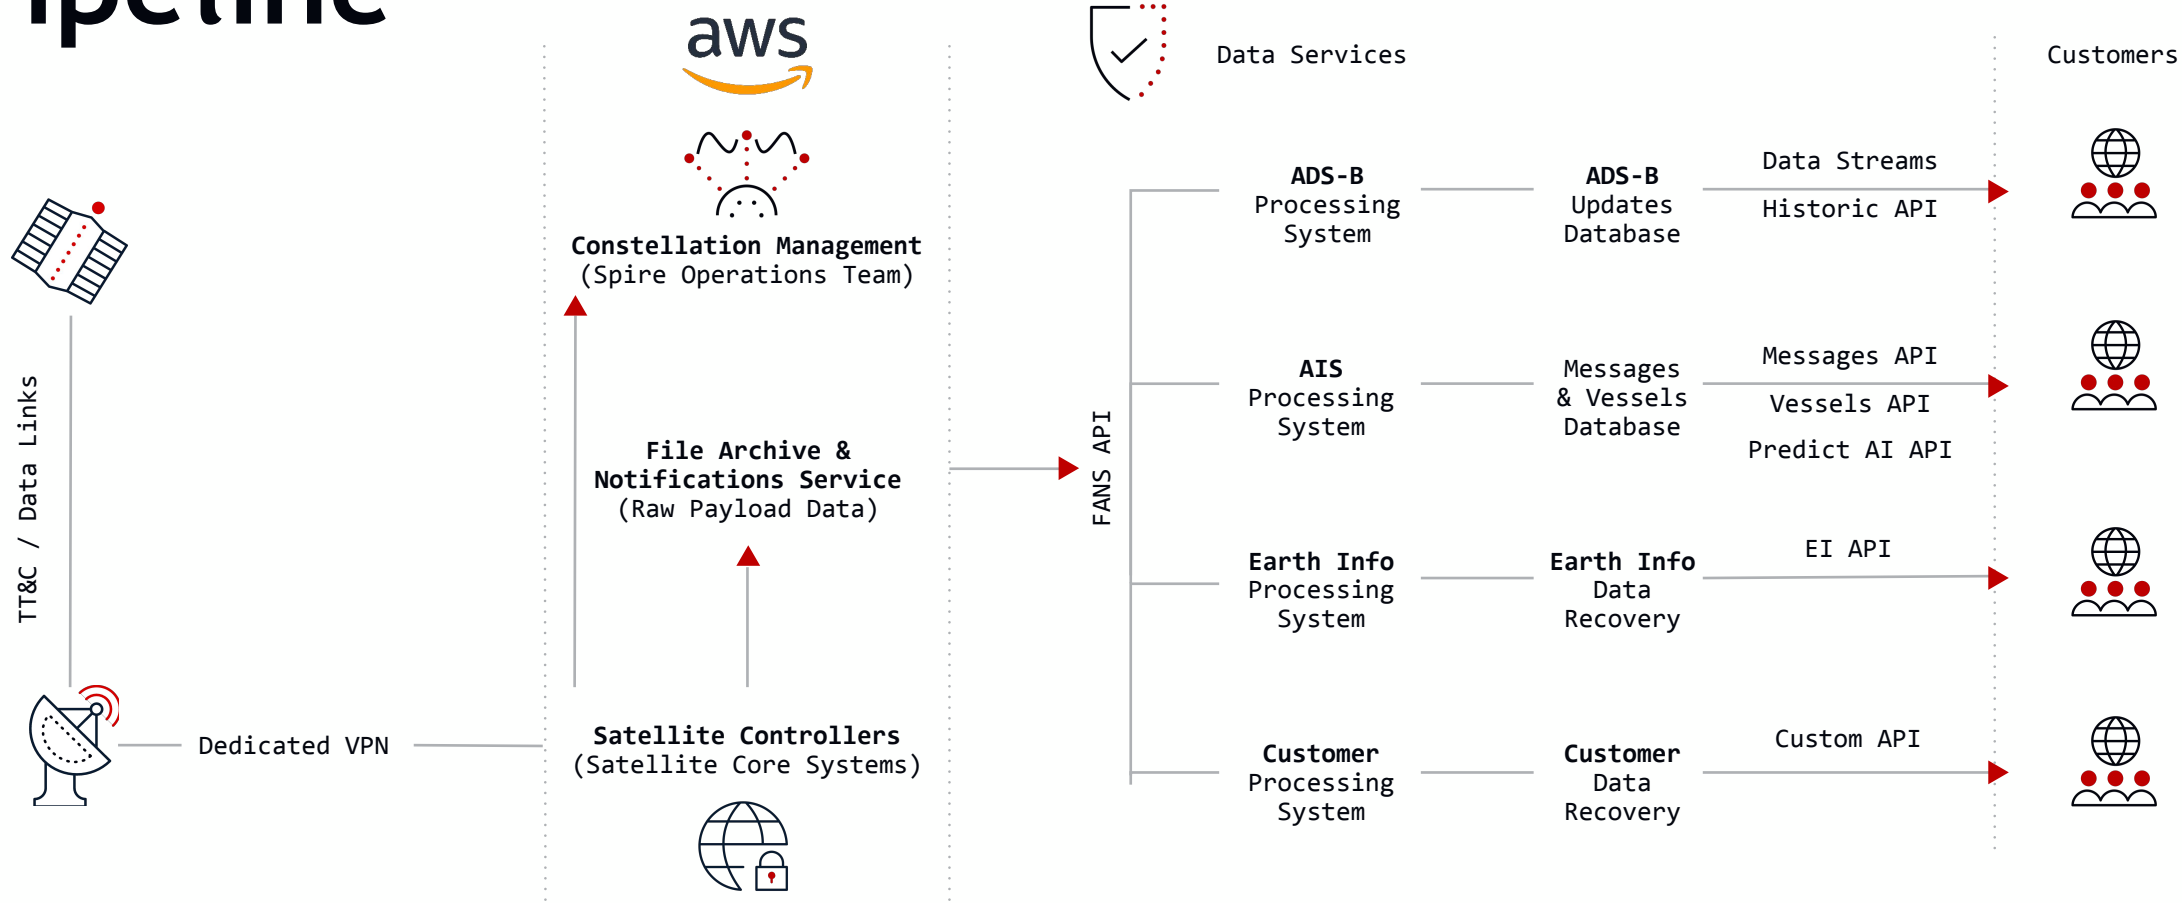 ipeline
aws
Data Services
Customers
Constellation Management
(Spire Operations Team)
TT&C / Data Links
File Archive &
Notifications Service
(Raw Payload Data)
Dedicated VPN
Satellite Controllers
(Satellite Core Systems)
FANS API
ADS-B
Processing
System
ADS-B
Updates
Database
Data Streams
Historic API
AIS
Processing
System
Messages
& Vessels
Database
Messages API
Vessels API
Predict AI API
Earth Info
Processing
System
Earth Info
Data
Recovery
EI API
Customer
Processing
System
Customer
Data
Recovery
Custom API